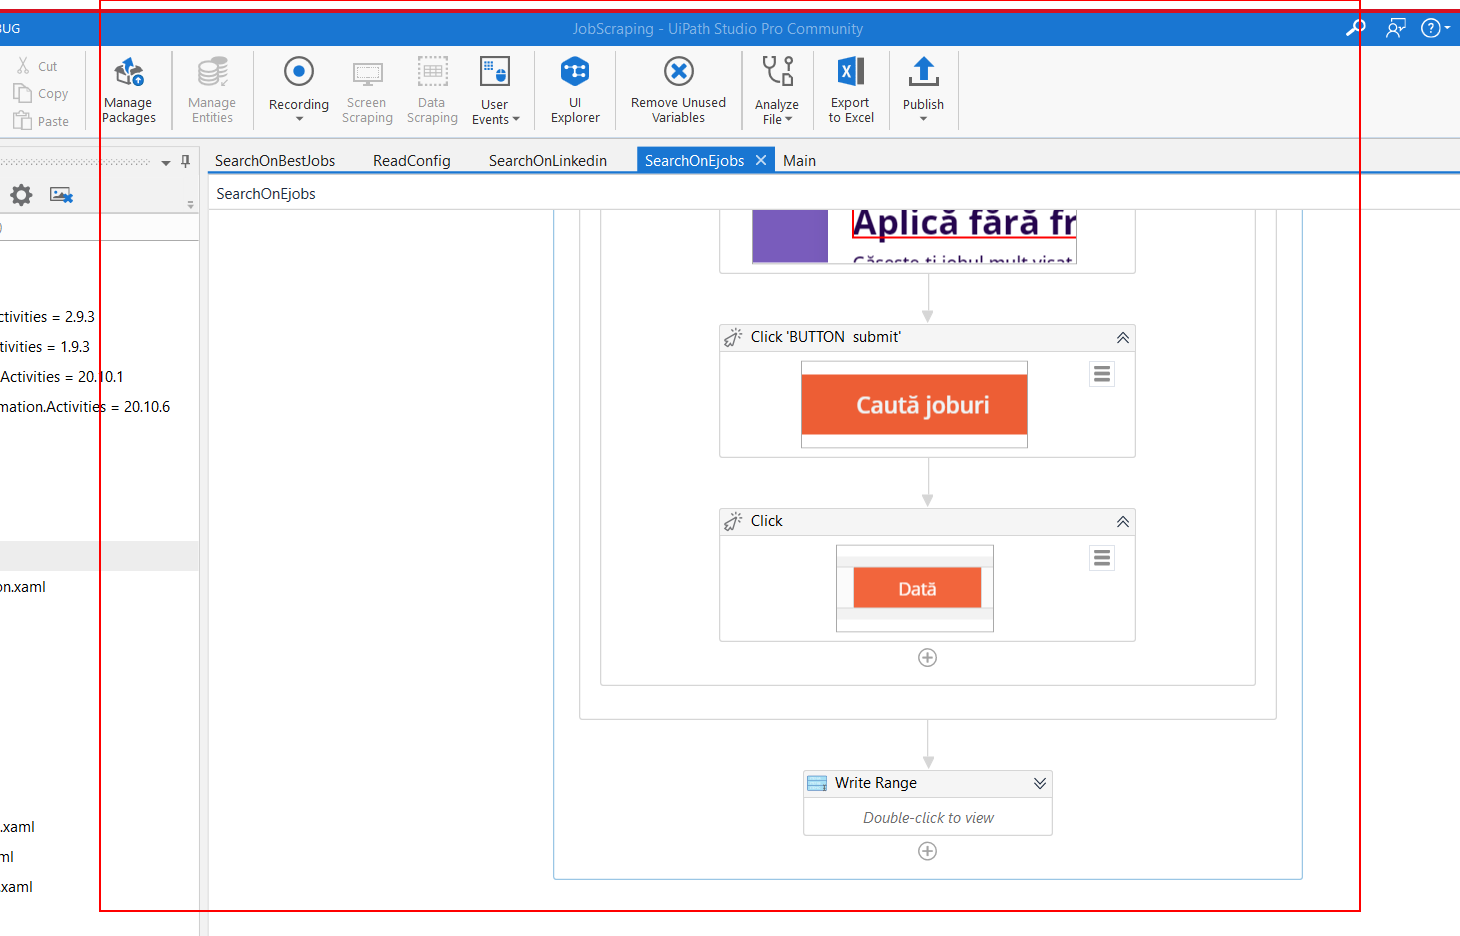 BUG
JobScraping - UiPath Studio Pro Community
Cut
Copy
Paste
Manage
Packages
Manage
Entities
Recording
Screen
Scraping
Data
Scraping
User
Events
UI
Explorer
Remove Unused
Variables
Analyze
File
Export
to Excel
Publish
SearchOnBestJobs
ReadConfig
SearchOnLinkedin
SearchOnEjobs
Main
SearchOnEjobs
)
ctivities = 2.9.3
tivities = 1.9.3
Activities = 20.10.1
mation.Activities = 20.10.6
on.xaml
.xaml
ml
.xaml
Aplică fără fr
Găsește-ți jobul mult visat
Click 'BUTTON  submit'
Caută joburi
Click
Dată
Write Range
Double-click to view